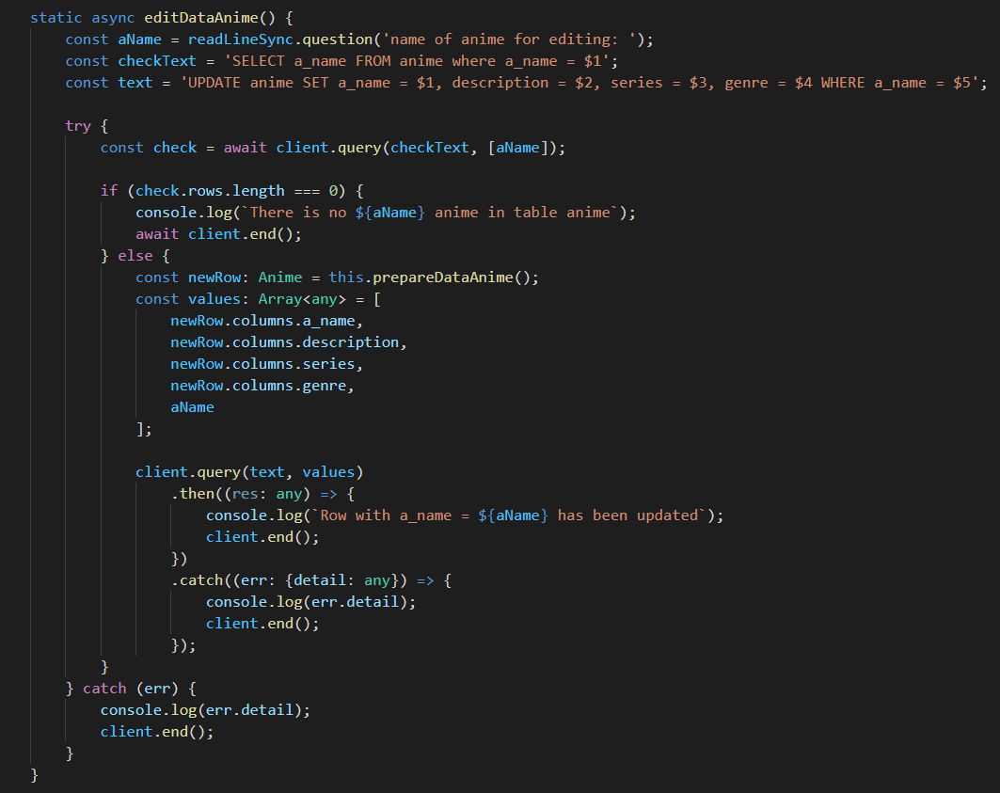 static async editDataAnime() {
    const aName = readLineSync.question('name of anime for editing: ');
    const checkText = 'SELECT a_name FROM anime where a_name = $1';
    const text = 'UPDATE anime SET a_name = $1, description = $2, series = $3, genre = $4 WHERE a_name = $5';

    try {
        const check = await client.query(checkText, [aName]);

        if (check.rows.length === 0) {
            console.log(`There is no ${aName} anime in table anime`);
            await client.end();
        } else {
            const newRow: Anime = this.prepareDataAnime();
            const values: Array<any> = [
                newRow.columns.a_name,
                newRow.columns.description,
                newRow.columns.series,
                newRow.columns.genre,
                aName
            ];

            client.query(text, values)
                .then((res: any) => {
                    console.log(`Row with a_name = ${aName} has been updated`);
                    client.end();
                })
                .catch((err: {detail: any}) => {
                    console.log(err.detail);
                    client.end();
                });
        }
    } catch (err) {
        console.log(err.detail);
        client.end();
    }
}